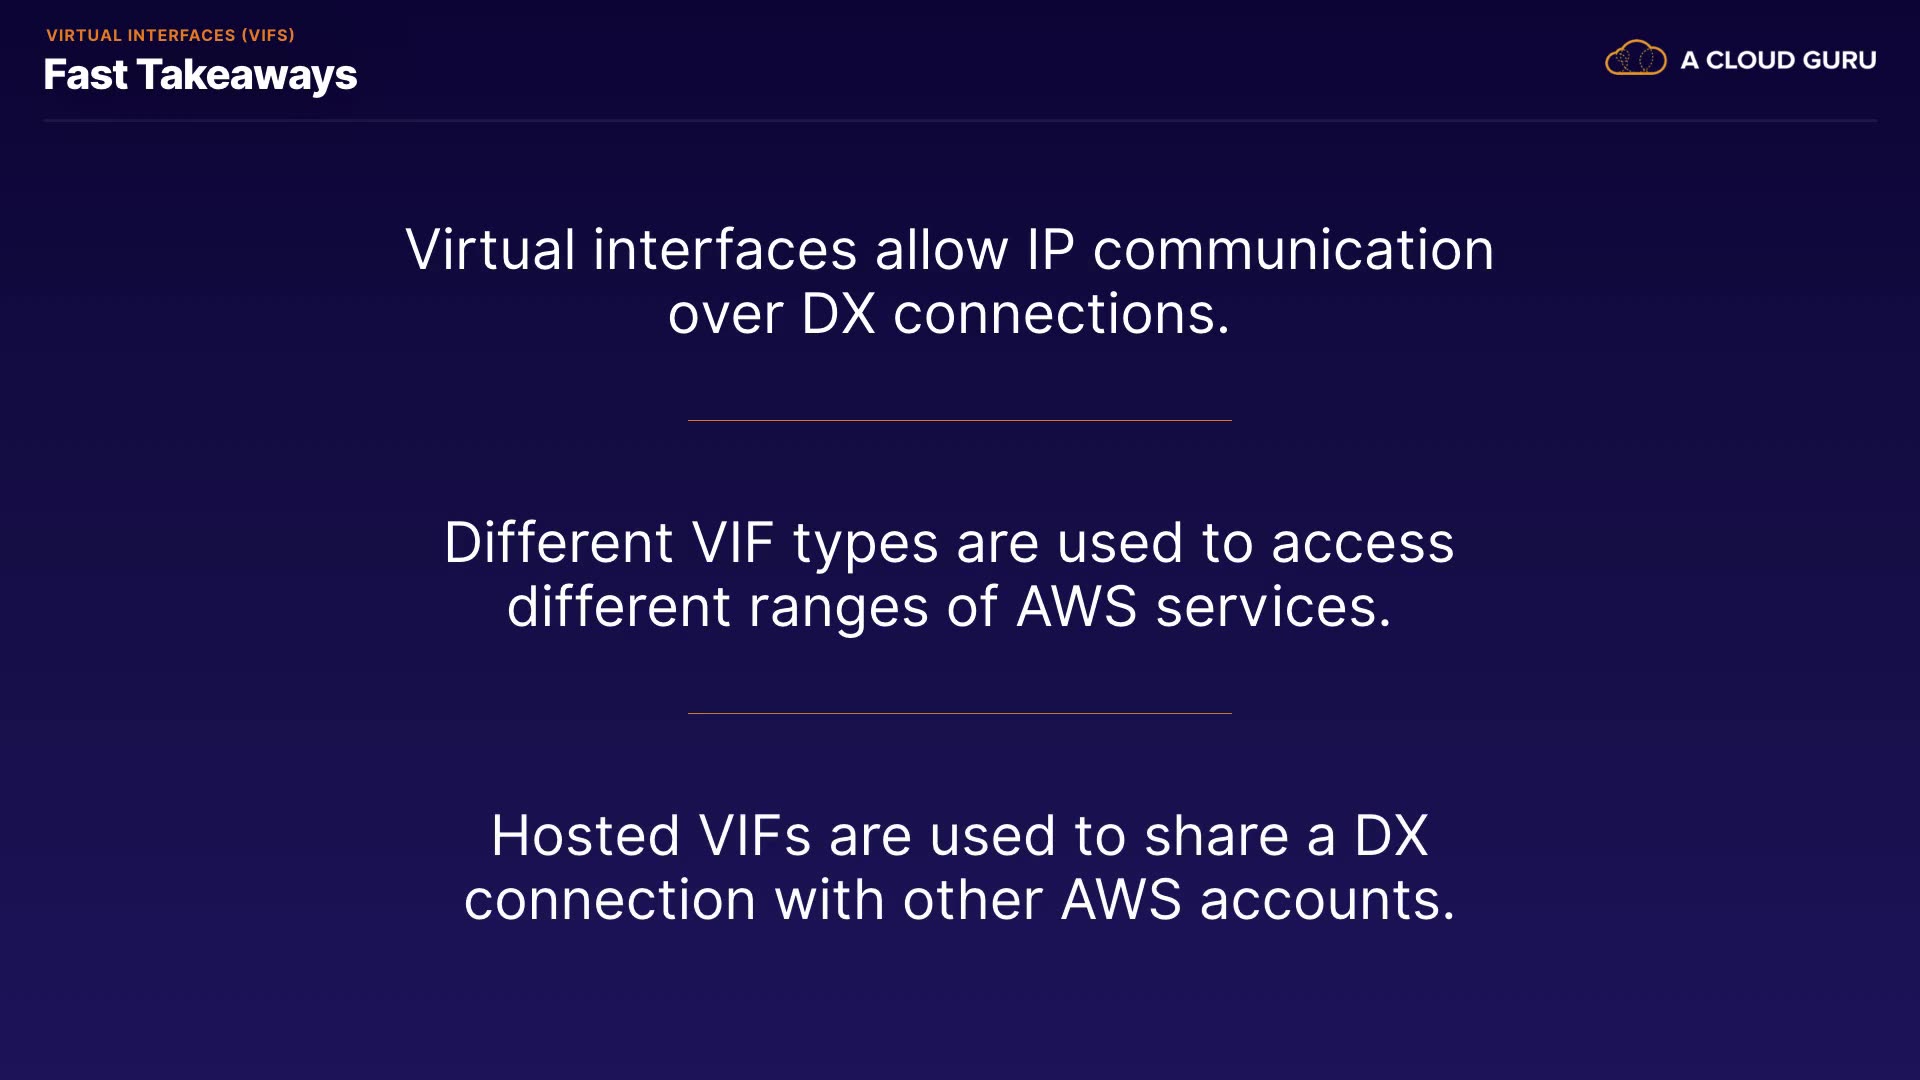 VIRTUAL INTERFACES (VIFS)
Fast Takeaways
A CLOUD GURU
Virtual interfaces allow IP communication
over DX connections.
Different VIF types are used to access
different ranges of AWS services.
Hosted VIFs are used to share a DX
connection with other AWS accounts.